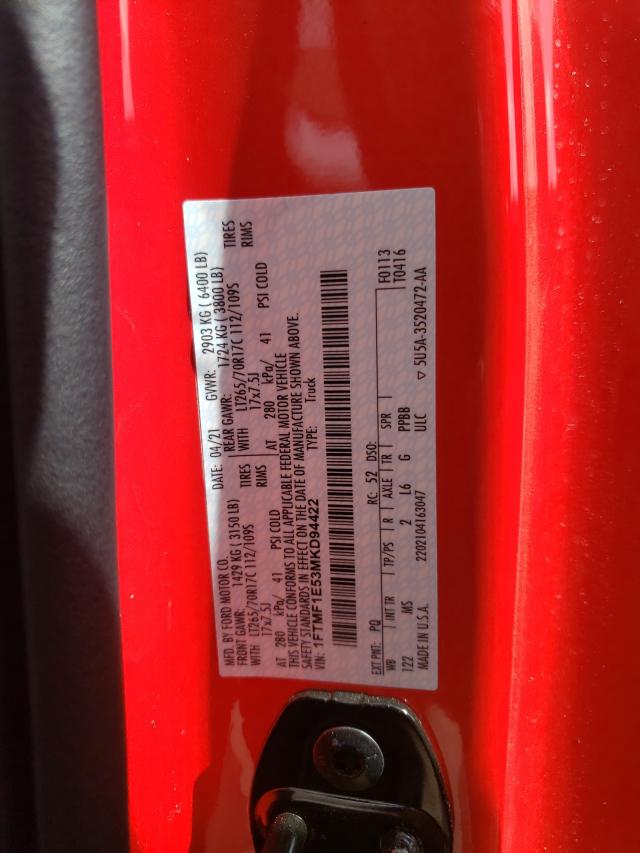 MFD. BY FORD MOTOR CO. DATE: 04/21 GVWR: 2903 KG ( 6400 LB)
FRONT GAWR: 1429 KG ( 3150 LB) REAR GAWR: 1724 KG ( 3800 LB)
WITH LT265/70R17C 112/109S TIRES WITH LT265/70R17C 112/109S TIRES
17x7.5J RIMS 17x7.5J RIMS
AT 280 kPa/ 41 PSI COLD AT 280 kPa/ 41 PSI COLD
THIS VEHICLE CONFORMS TO ALL APPLICABLE FEDERAL MOTOR VEHICLE
SAFETY STANDARDS IN EFFECT ON THE DATE OF MANUFACTURE SHOWN ABOVE.
VIN: 1FTMF1E53MKD94422 TYPE: Truck
EXT PNT: PQ RC: 52 DSO: F0113
WB INT TR TP/PS R AXLE TR SPR T0416
122 MS 2 L6 G PPBB
MADE IN U.S.A. 2202104163047 ULC ▽ 5U5A-3520472-AA